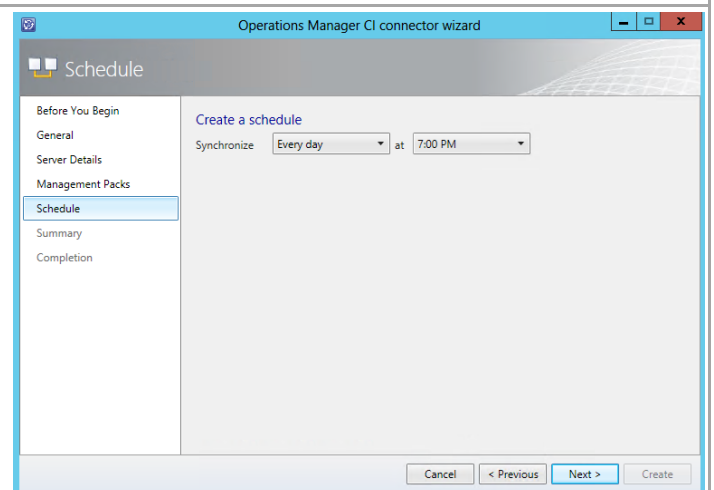 Operations Manager CI connector wizard
Schedule
Before You Begin
General
Server Details
Management Packs
Schedule
Summary
Completion
Create a schedule
Synchronize Every day at 7:00 PM
Cancel < Previous Next > Create